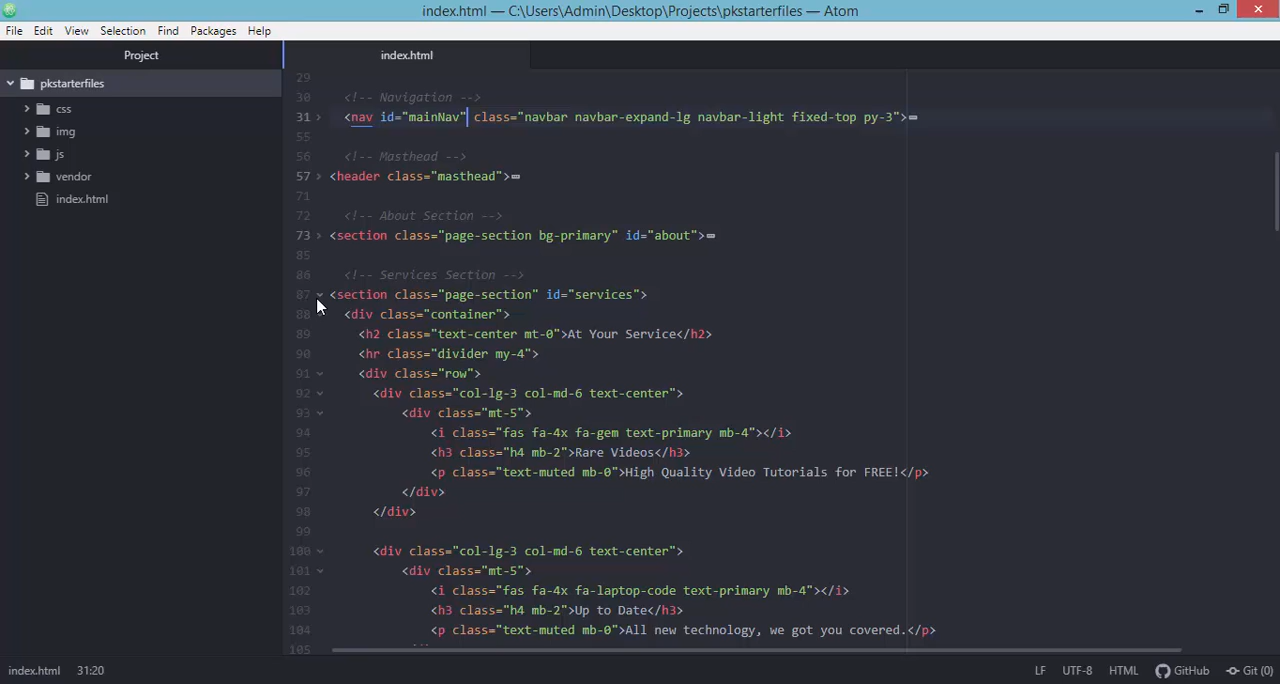 index.html — C:\Users\Admin\Desktop\Projects\pkstarterfiles — Atom
File Edit View Selection Find Packages Help
Project
index.html
pkstarterfiles
css
img
js
vendor
index.html
29
30 <!-- Navigation -->
31 <nav id="mainNav" class="navbar navbar-expand-lg navbar-light fixed-top py-3">
55
56 <!-- Masthead -->
57 <header class="masthead">
71
72 <!-- About Section -->
73 <section class="page-section bg-primary" id="about">
85
86 <!-- Services Section -->
87 <section class="page-section" id="services">
88 <div class="container">
89 <h2 class="text-center mt-0">At Your Service</h2>
90 <hr class="divider my-4">
91 <div class="row">
92 <div class="col-lg-3 col-md-6 text-center">
93 <div class="mt-5">
94 <i class="fas fa-4x fa-gem text-primary mb-4"></i>
95 <h3 class="h4 mb-2">Rare Videos</h3>
96 <p class="text-muted mb-0">High Quality Video Tutorials for FREE!</p>
97 </div>
98 </div>
99
100 <div class="col-lg-3 col-md-6 text-center">
101 <div class="mt-5">
102 <i class="fas fa-4x fa-laptop-code text-primary mb-4"></i>
103 <h3 class="h4 mb-2">Up to Date</h3>
104 <p class="text-muted mb-0">All new technology, we got you covered.</p>
105
index.html 31:20 LF UTF-8 HTML GitHub Git (0)